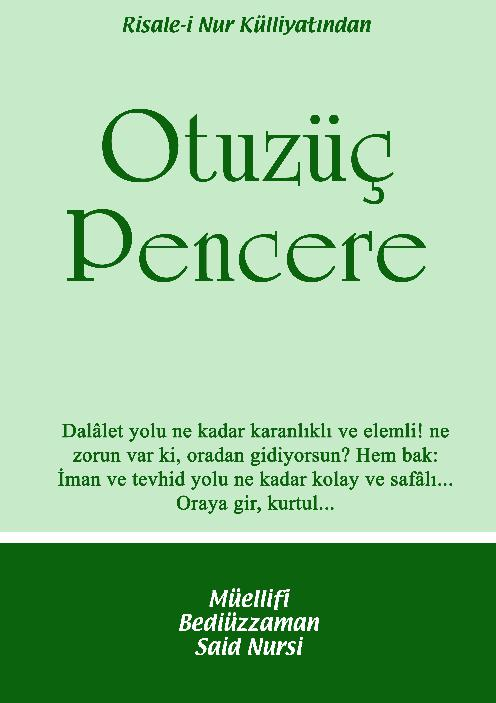 Risale-i Nur Külliyatından
Otuzüç
Pencere
Dalâlet yolu ne kadar karanlıklı ve elemli! ne
zorun var ki, oradan gidiyorsun? Hem bak:
İman ve tevhid yolu ne kadar kolay ve safâlı...
Oraya gir, kurtul...
Müellifi
Bediüzzaman
Said Nursi